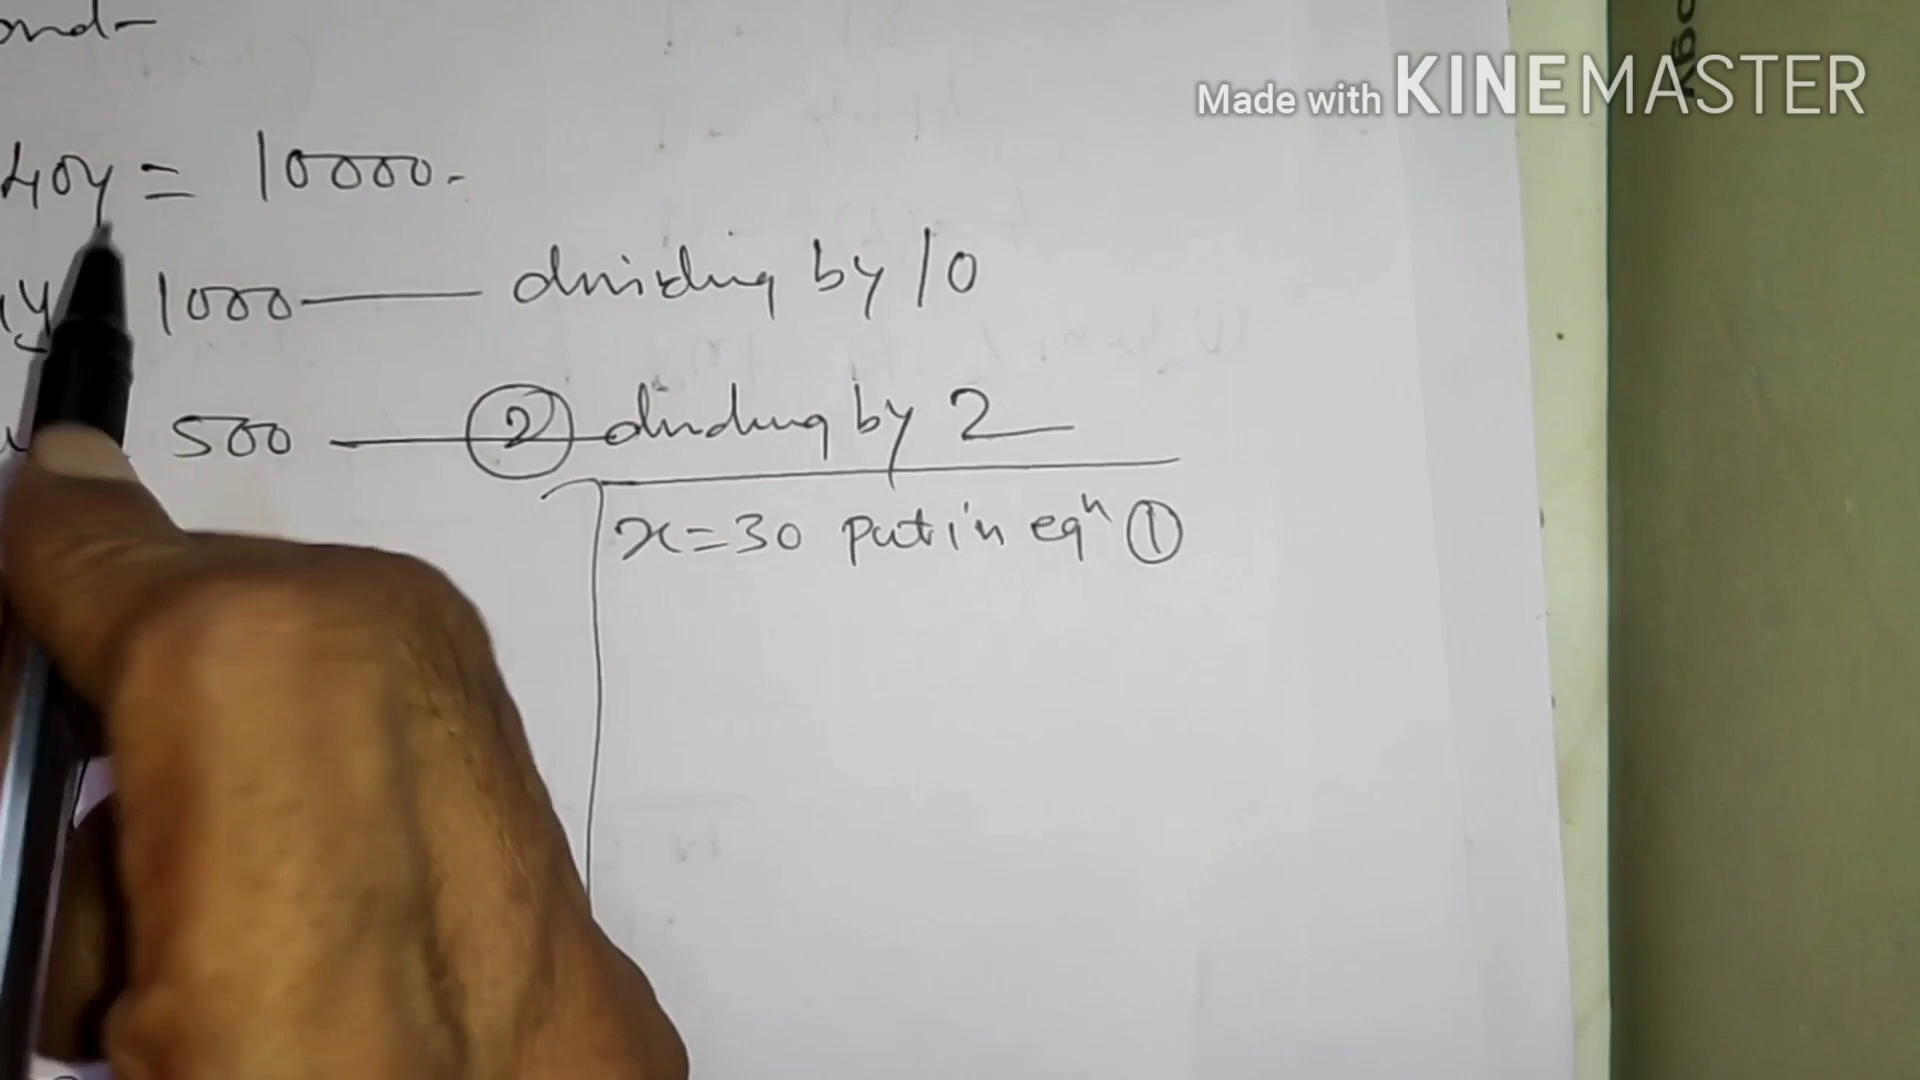 Made with KINEMASTER
40y = 10000.
y 1000 — dividing by 10
500 — ② dividing by 2
x=30 put in eqⁿ ①